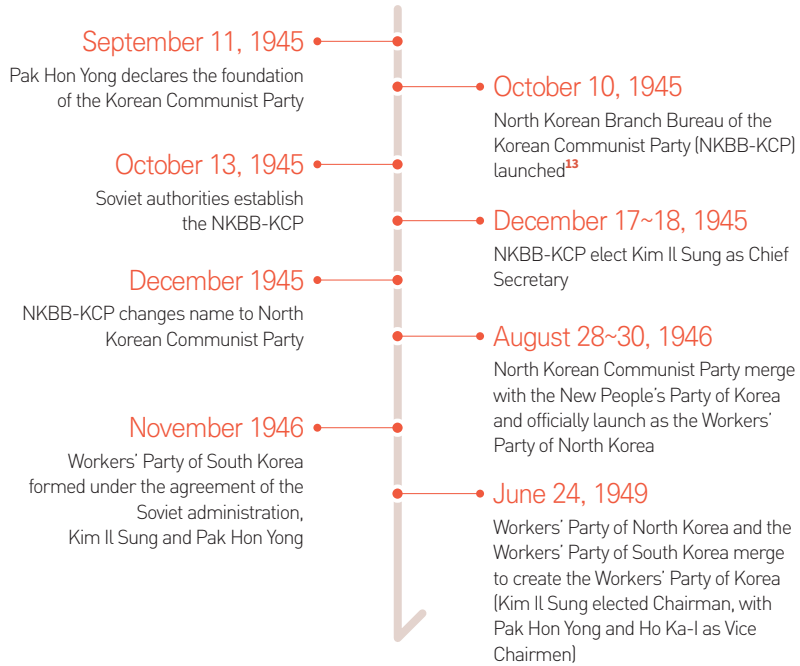 September 11, 1945
Pak Hon Yong declares the foundation
of the Korean Communist Party
October 10, 1945
North Korean Branch Bureau of the
Korean Communist Party (NKBB-KCP)
launched13
October 13, 1945
Soviet authorities establish
the NKBB-KCP
December 17~18, 1945
NKBB-KCP elect Kim Il Sung as Chief
Secretary
December 1945
NKBB-KCP changes name to North
Korean Communist Party
August 28~30, 1946
North Korean Communist Party merge
with the New People's Party of Korea
and officially launch as the Workers'
Party of North Korea
November 1946
Workers' Party of South Korea
formed under the agreement of the
Soviet administration,
Kim Il Sung and Pak Hon Yong
June 24, 1949
Workers' Party of North Korea and the
Workers' Party of South Korea merge
to create the Workers' Party of Korea
(Kim Il Sung elected Chairman, with
Pak Hon Yong and Ho Ka-I as Vice
Chairmen)